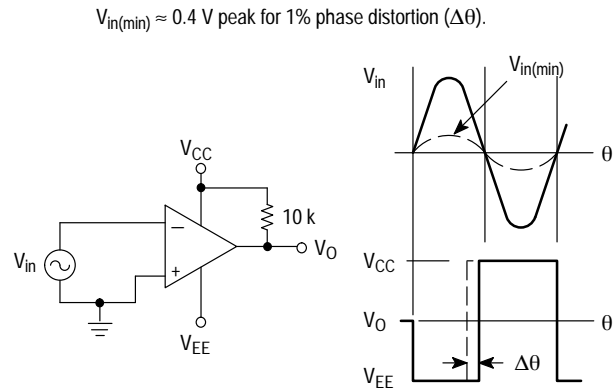 V_in(min) ≈ 0.4 V peak for 1% phase distortion (Δθ).
V_in
V_in(min)
θ
V_CC
10 k
−
+
V_in
V_O
V_EE
V_CC
V_O
θ
Δθ
V_EE